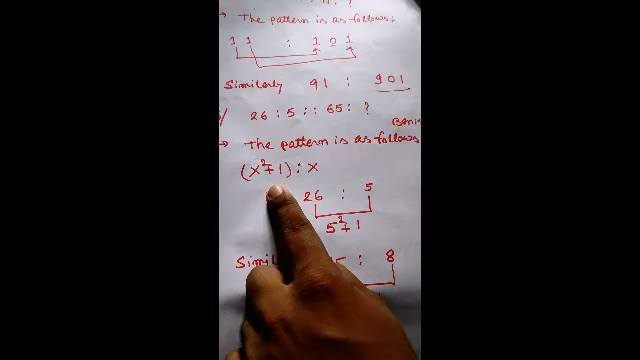 → The pattern is as follows,
1 1 : 1 0 1
Similarly 91 : 901
26 : 5 : : 65 : ?
BANK
→ The pattern is as follows
(x²+1) : x
26 : 5
5²+1
: 8